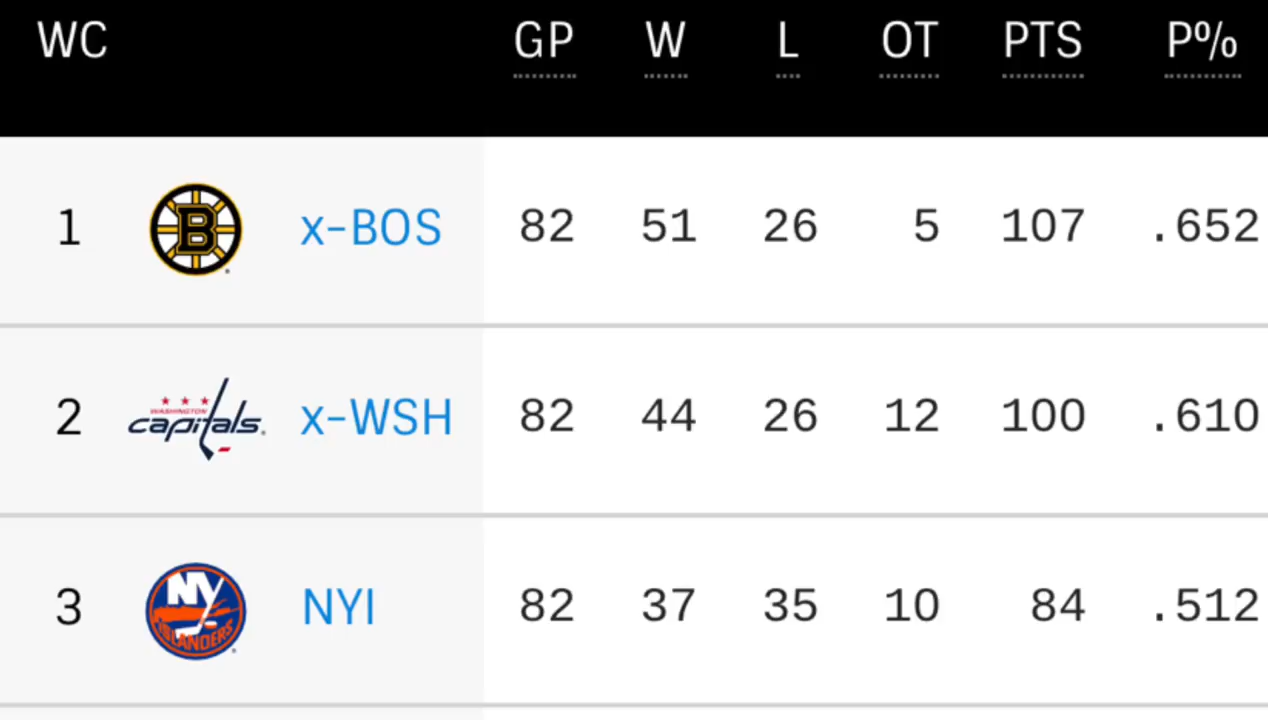 WC GP W L OT PTS P%
1 B x-BOS 82 51 26 5 107 .652
2 WASHINGTON capitals x-WSH 82 44 26 12 100 .610
3 NY ISLANDERS NYI 82 37 35 10 84 .512